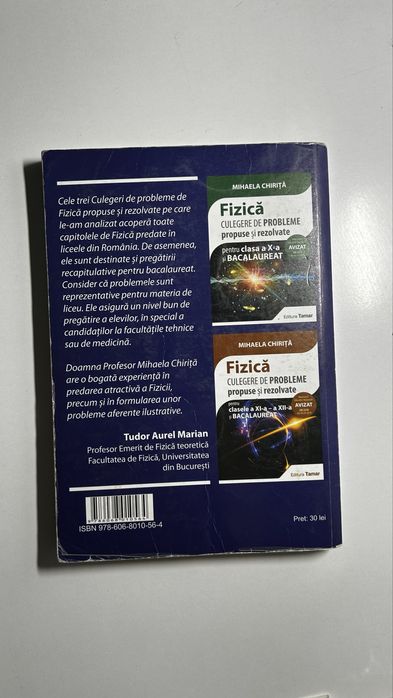 Cele trei Culegeri de probleme de
Fizică propuse și rezolvate pe care
le-am analizat acoperă toate
capitolele de Fizică predate în
liceele din România. De asemenea,
ele sunt destinate și pregătirii
recapitulative pentru bacalaureat.
Consider că problemele sunt
reprezentative pentru materia de
liceu. Ele asigură un nivel bun de
pregătire a elevilor, în special a
candidaților la facultățile tehnice
sau de medicină.
Doamna Profesor Mihaela Chiriță
are o bogată experiență în
predarea atractivă a Fizicii,
precum și în formularea unor
probleme aferente ilustrative.
Tudor Aurel Marian
Profesor Emerit de Fizică teoretică
Facultatea de Fizică, Universitatea
din București
MIHAELA CHIRIȚĂ
Fizică
CULEGERE DE PROBLEME
propuse și rezolvate
pentru clasa a X-a
și BACALAUREAT
AVIZAT
Editura Tamar
MIHAELA CHIRIȚĂ
Fizică
CULEGERE DE PROBLEME
propuse și rezolvate
pentru
clasele a XI-a – a XII-a
și BACALAUREAT
AVIZAT
Editura Tamar
ISBN 978-606-8010-56-4
Preț: 30 lei